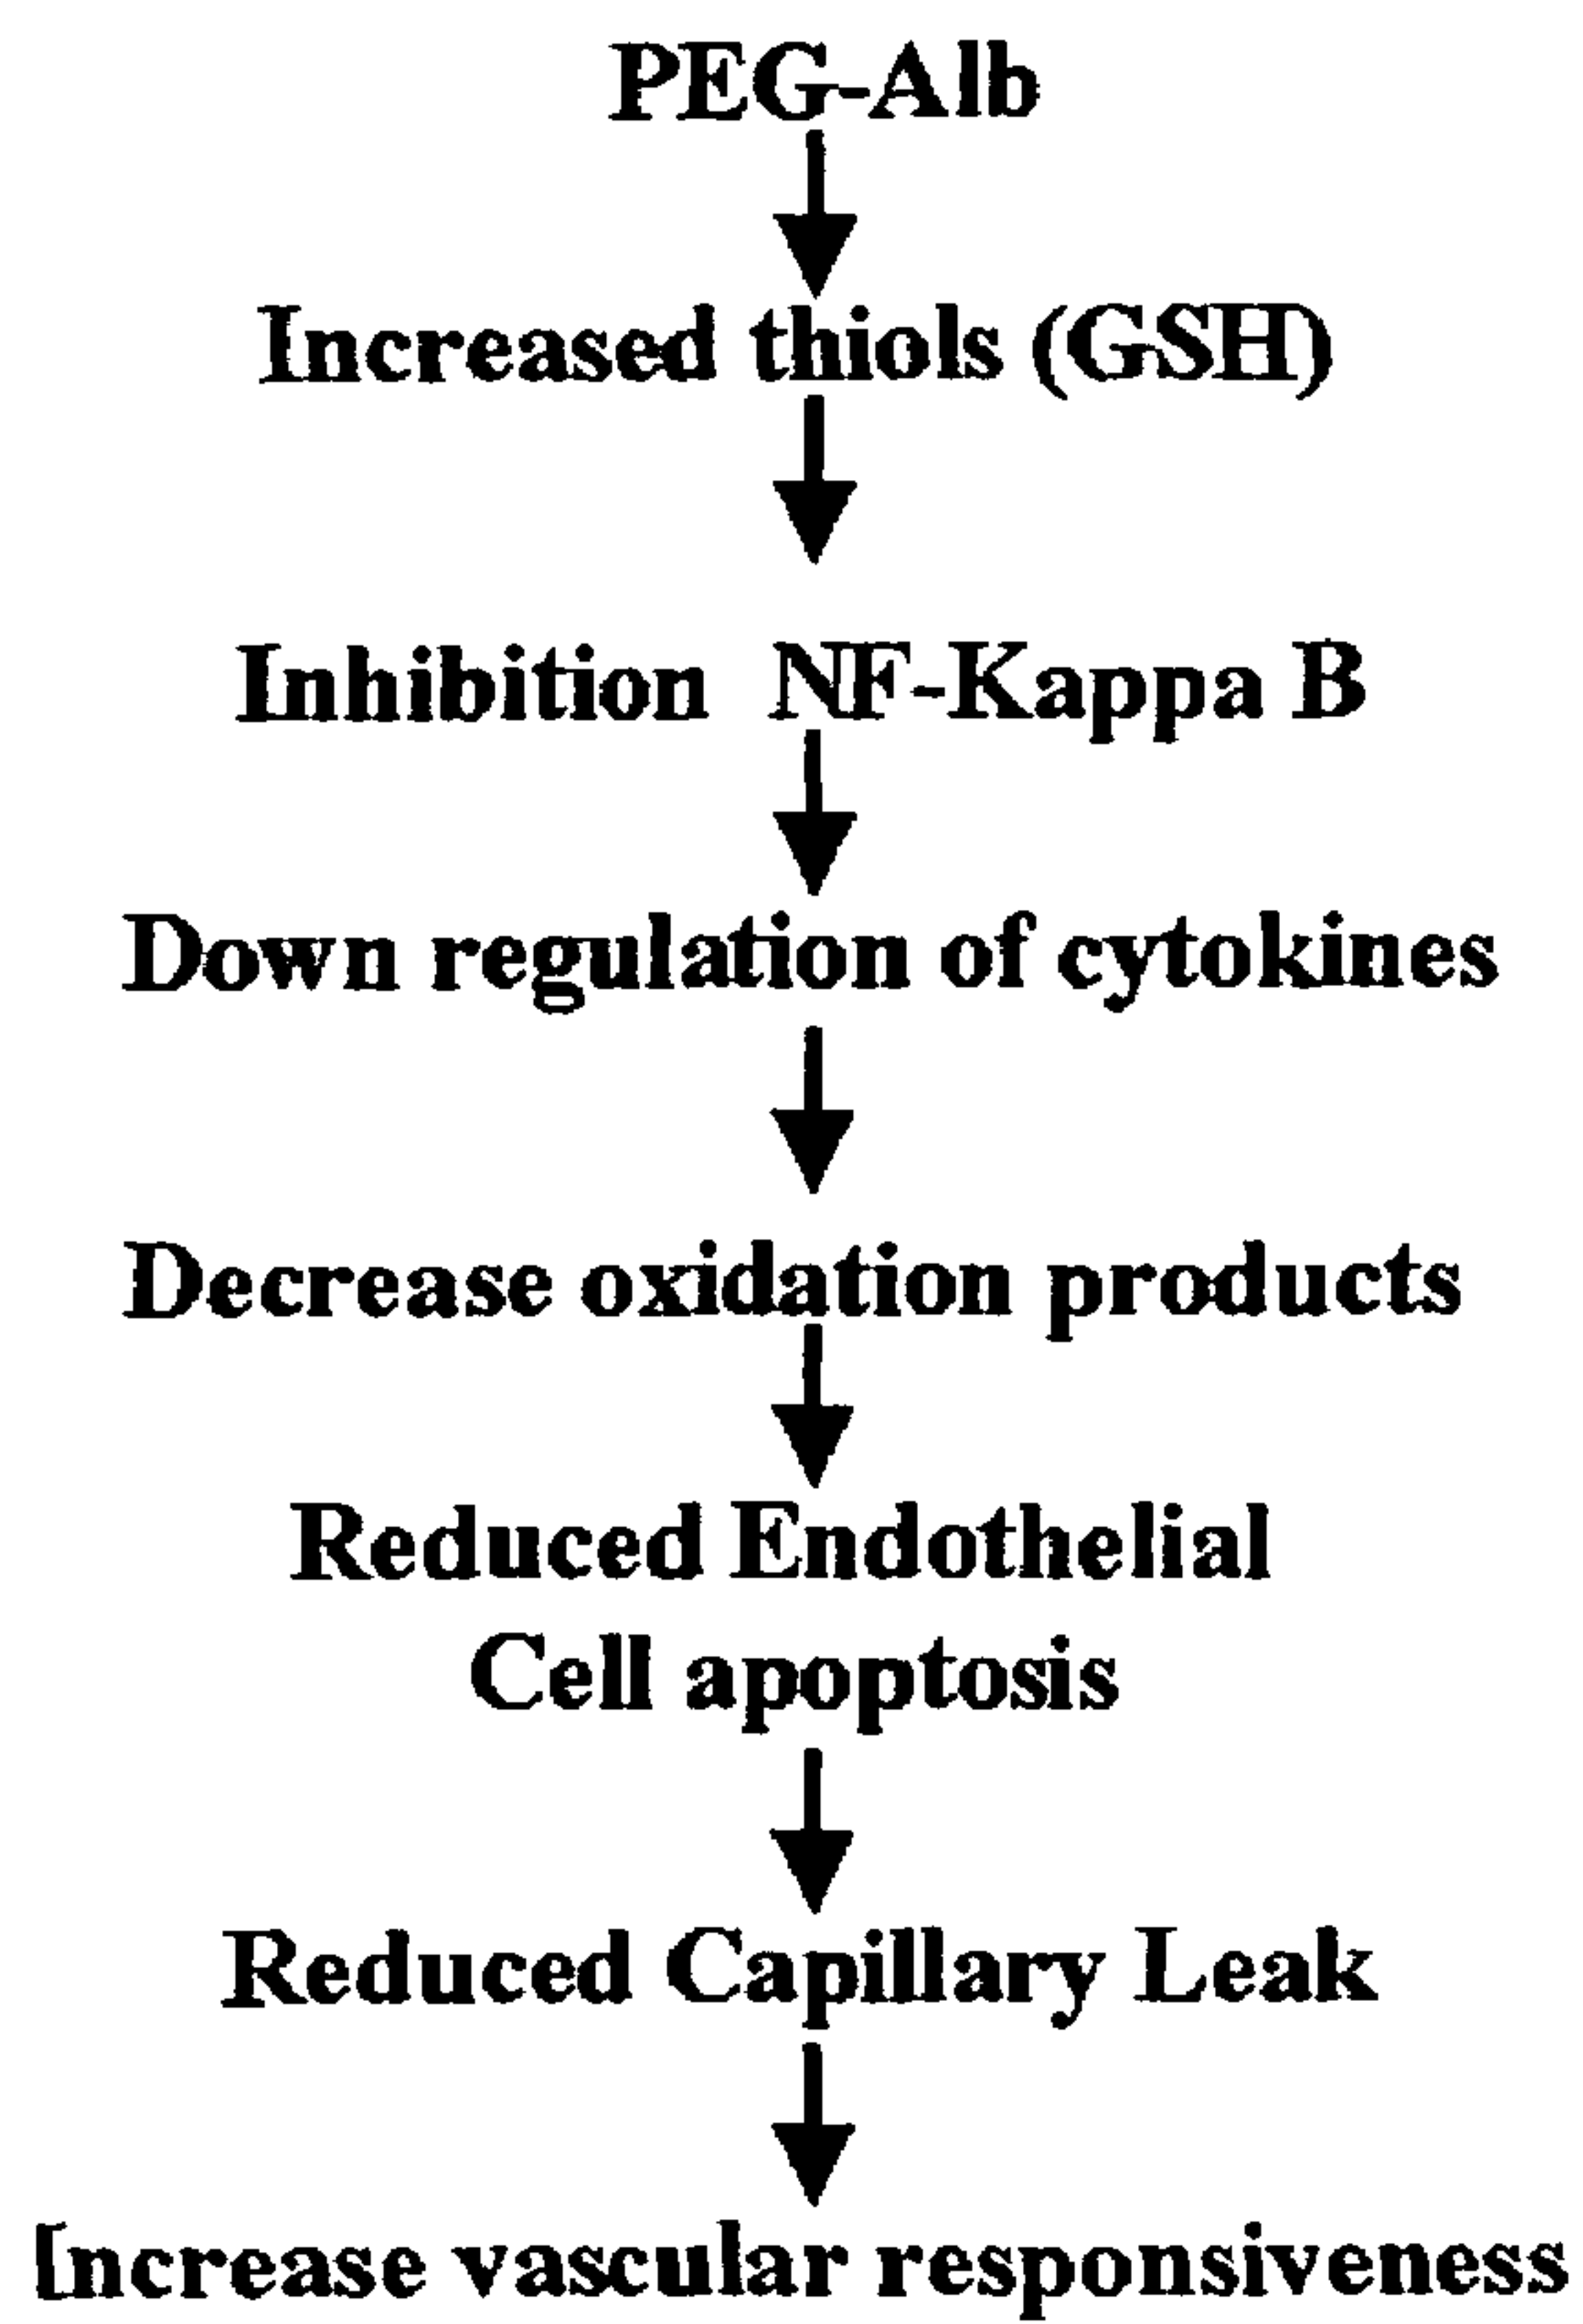 PEG-Alb
Increased thiols (GSH)
Inhibition NF-Kappa B
Down regulation of cytokines
Decrease oxidation products
Reduced Endothelial
Cell apoptosis
Reduced Capillary Leak
Increase vascular responsiveness